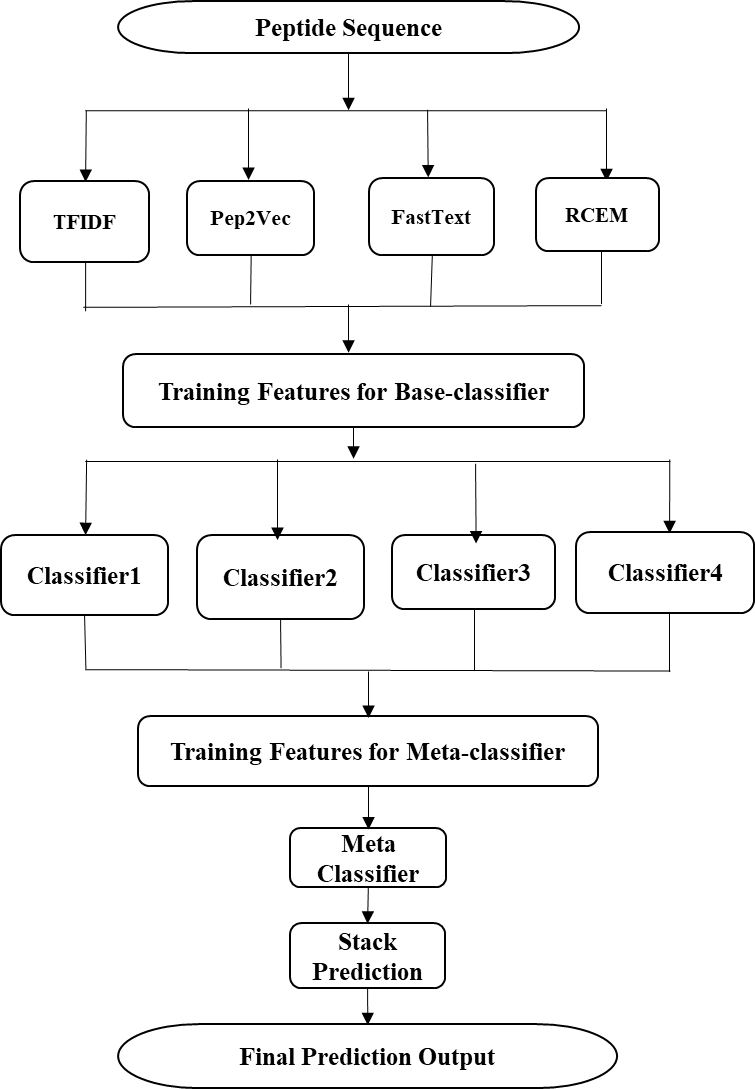 Peptide Sequence
TFIDF
Pep2Vec
FastText
RCEM
Training Features for Base-classifier
Classifier1
Classifier2
Classifier3
Classifier4
Training Features for Meta-classifier
Meta
Classifier
Stack
Prediction
Final Prediction Output